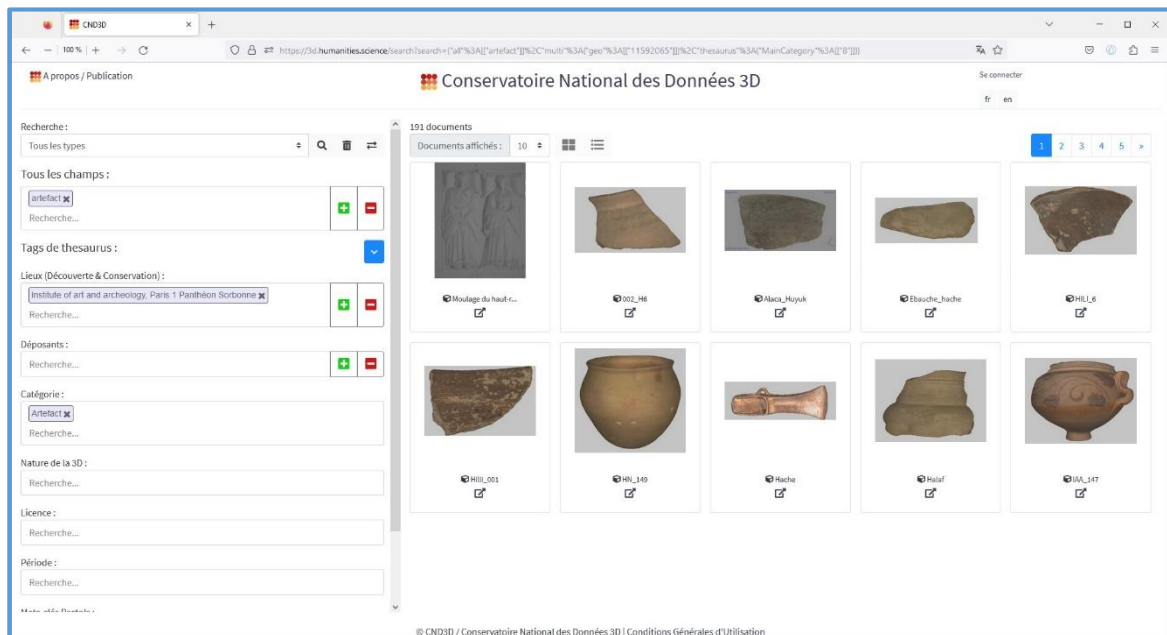 CND3D
100 %
https://3d.humanities.science/search?search={"all"%3A[["artefact"]]%2C"multi"%3A{"geo"%3A[["11592065"]]}%2C"thesaurus"%3A{"MainCategory"%3A[["8"]]}}
A propos / Publication
Conservatoire National des Données 3D
Se connecter
fr en
Recherche :
Tous les types
Tous les champs :
artefact
Recherche...
Tags de thesaurus :
Lieux (Découverte & Conservation) :
Institute of art and archeology, Paris 1 Panthéon Sorbonne
Recherche...
Déposants :
Recherche...
Catégorie :
Artefact
Recherche...
Nature de la 3D :
Recherche...
Licence :
Recherche...
Période :
Recherche...
191 documents
Documents affichés : 10
1 2 3 4 5 »
Moulage du haut-r...
002_H6
Alaca_Huyuk
Ebauche_hache
HILI_6
HIlI_001
HN_149
Hache
Halaf
IAA_147
© CND3D / Conservatoire National des Données 3D | Conditions Générales d'Utilisation